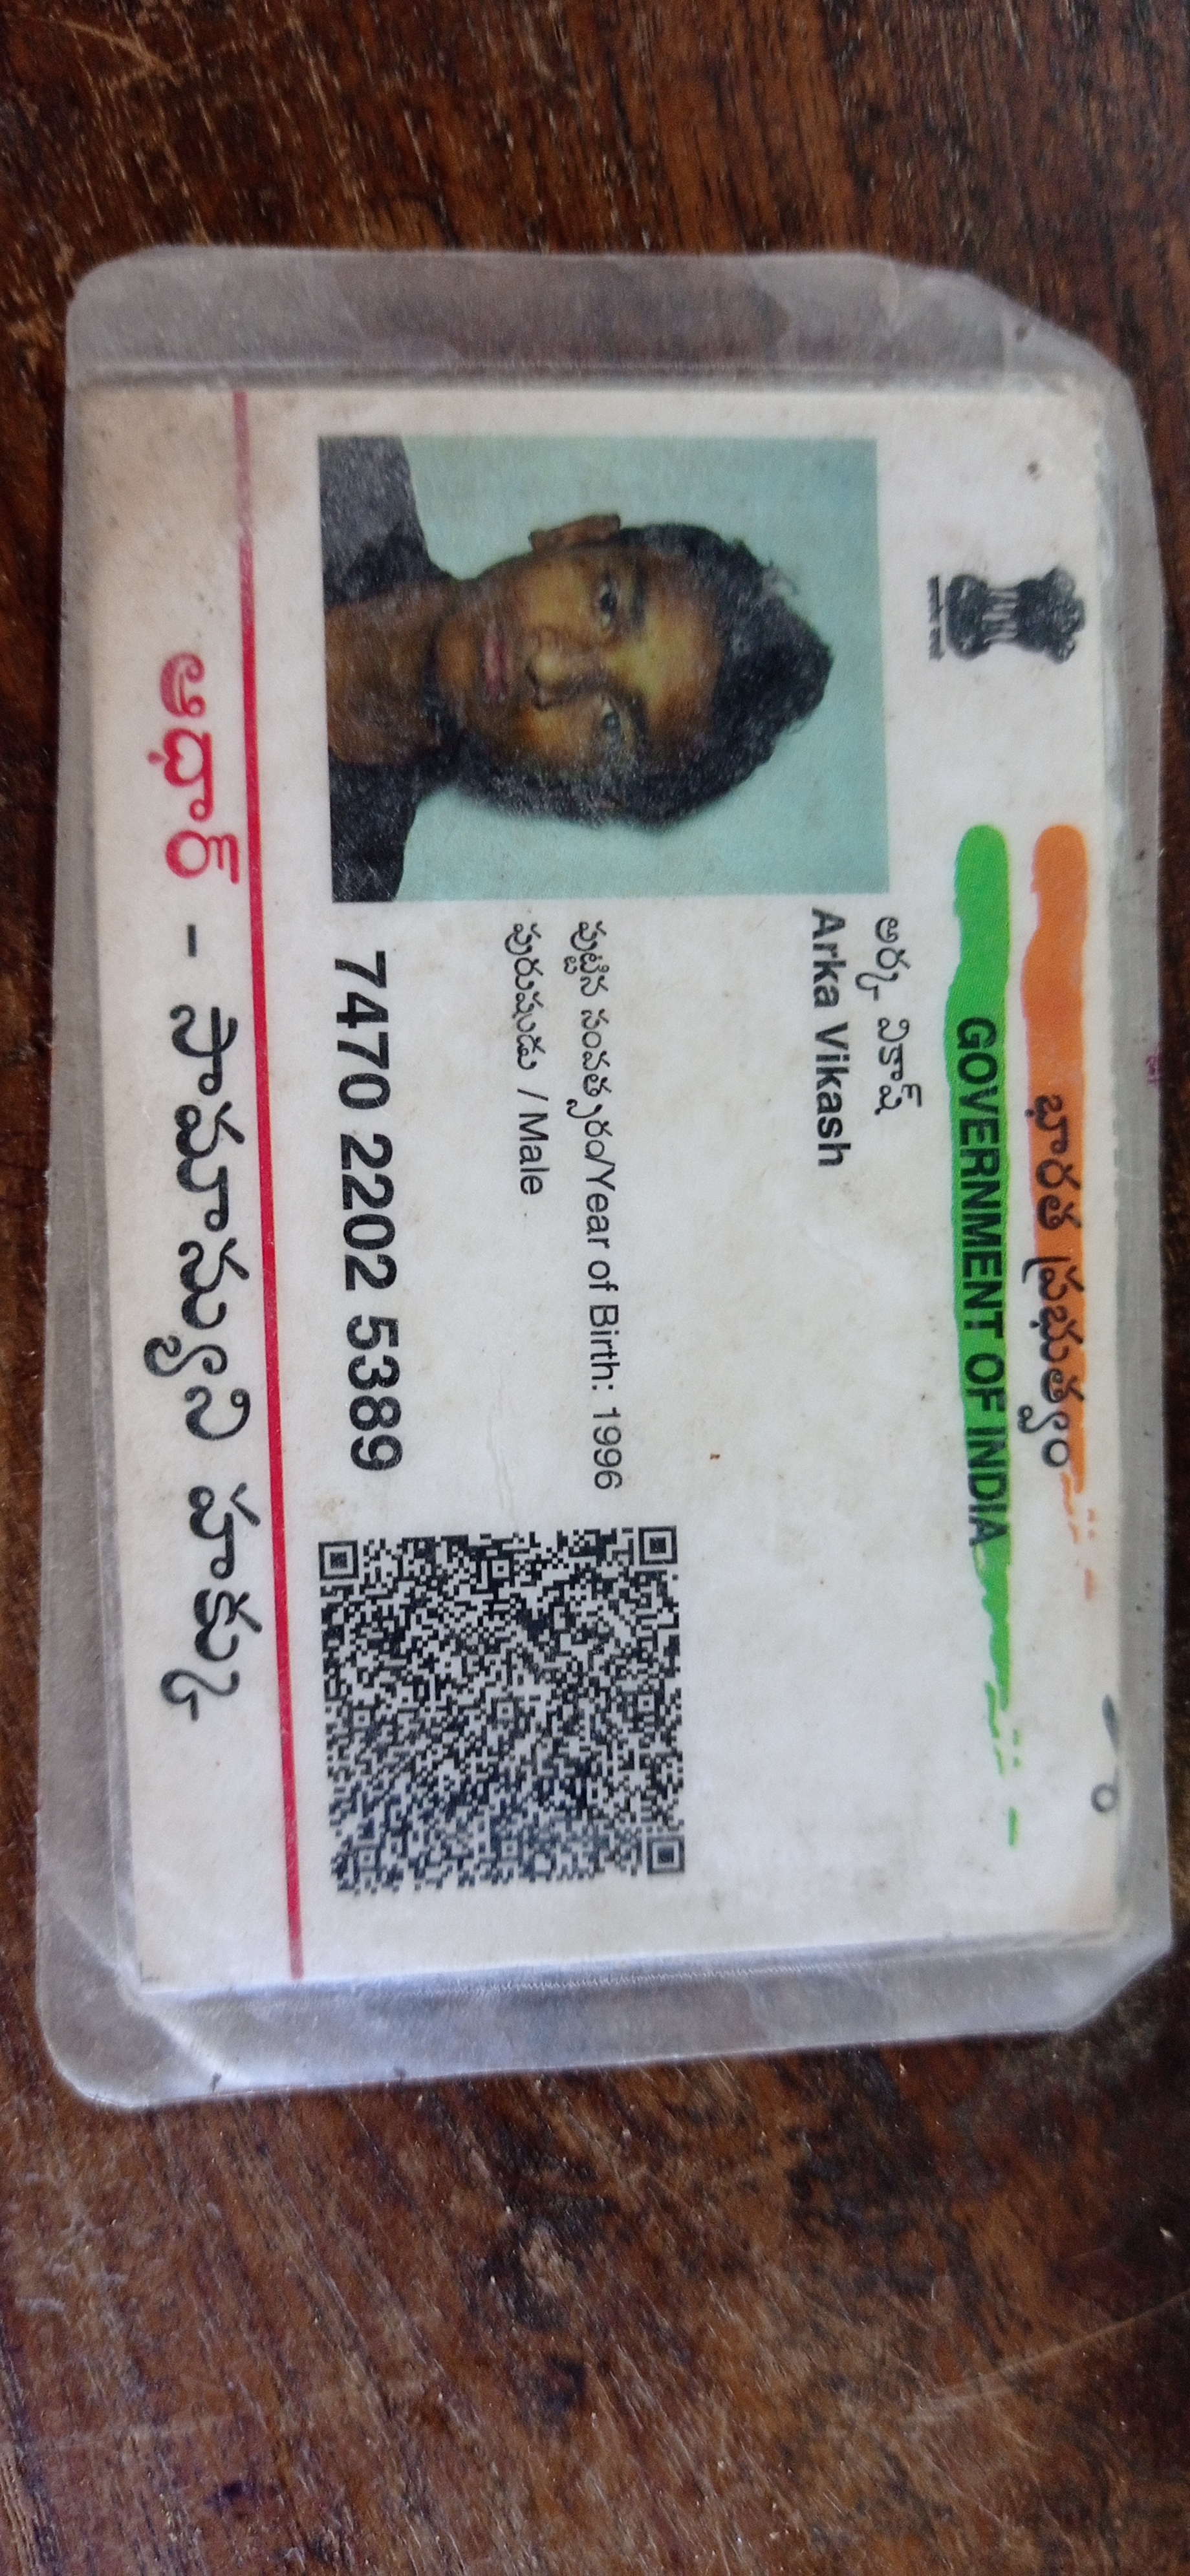 భారత ప్రభుత్వం
GOVERNMENT OF INDIA
అర్క వికాష్
Arka Vikash
పుట్టిన సంవత్సరం/Year of Birth: 1996
పురుషుడు / Male
7470 2202 5389
ఆధార్ - సామాన్యుని హక్కు